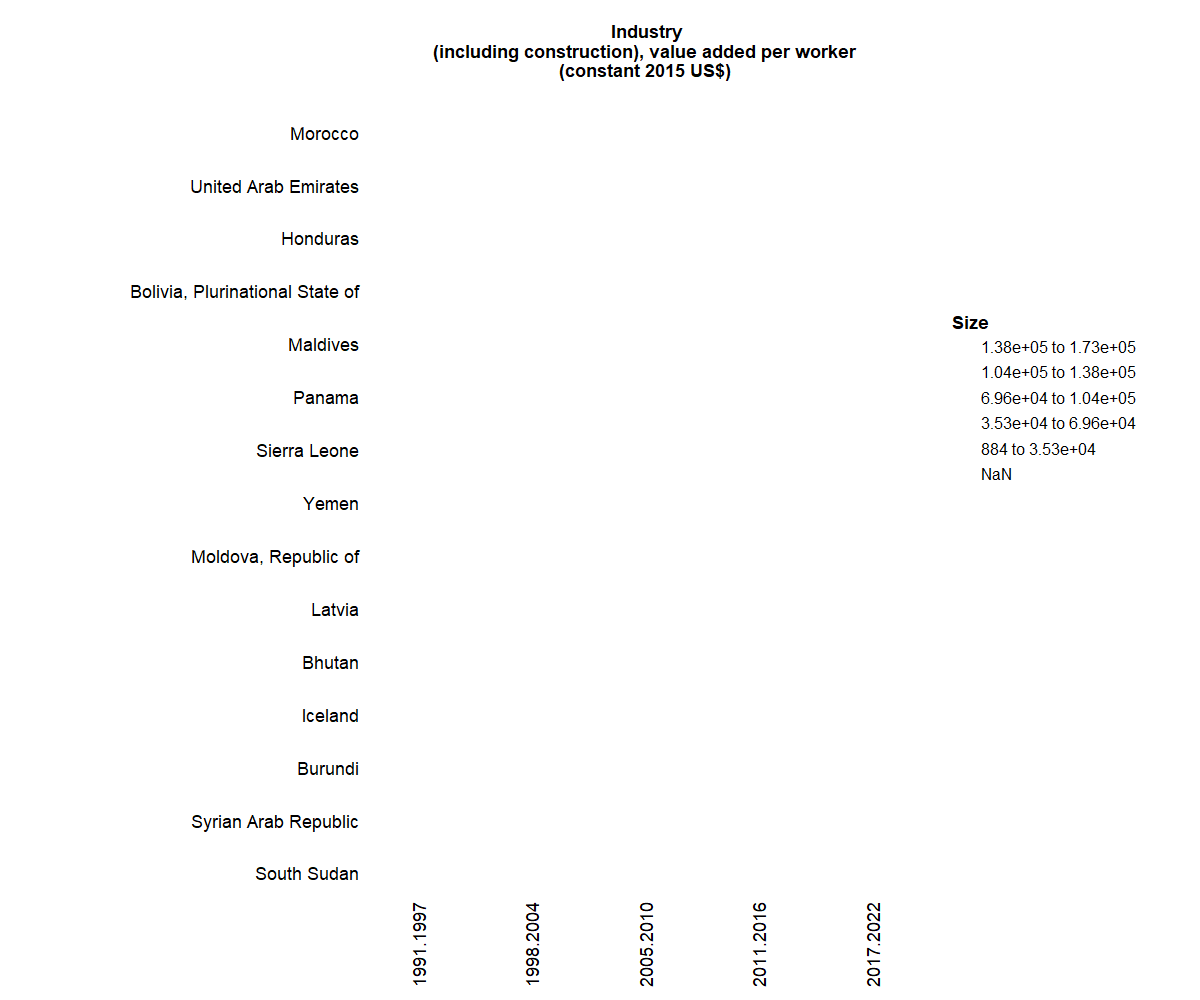 Industry
(including construction), value added per worker
(constant 2015 US$)
Morocco
United Arab Emirates
Honduras
Bolivia, Plurinational State of
Maldives
Panama
Sierra Leone
Yemen
Moldova, Republic of
Latvia
Bhutan
Iceland
Burundi
Syrian Arab Republic
South Sudan
1991.1997
1998.2004
2005.2010
2011.2016
2017.2022
Size
1.38e+05 to 1.73e+05
1.04e+05 to 1.38e+05
6.96e+04 to 1.04e+05
3.53e+04 to 6.96e+04
884 to 3.53e+04
NaN